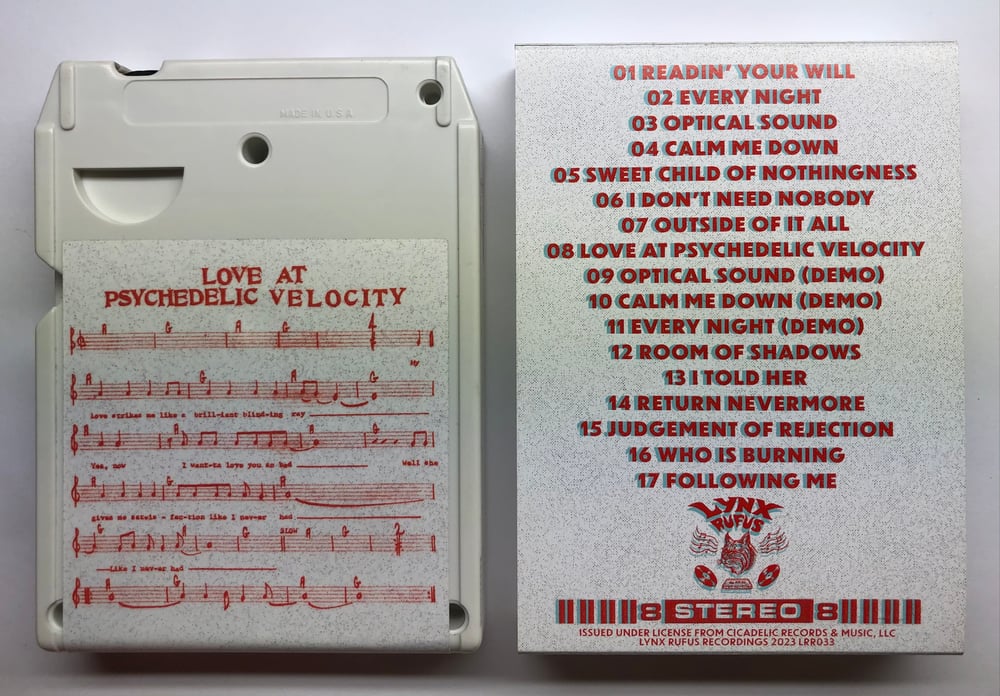 MADE IN U.S.A.
LOVE AT
PSYCHEDELIC VELOCITY
A G A G
My
A G A G
love strikes me like a brill-iant blind-ing ray
A G A G
Yes, now I want-ta love you so bad Well she
A G A
gives me satis - fac-tion like I nev-er had
G A G SLOW A G
Like I nev-er had
A G A G
01 READIN' YOUR WILL
02 EVERY NIGHT
03 OPTICAL SOUND
04 CALM ME DOWN
05 SWEET CHILD OF NOTHINGNESS
06 I DON'T NEED NOBODY
07 OUTSIDE OF IT ALL
08 LOVE AT PSYCHEDELIC VELOCITY
09 OPTICAL SOUND (DEMO)
10 CALM ME DOWN (DEMO)
11 EVERY NIGHT (DEMO)
12 ROOM OF SHADOWS
13 I TOLD HER
14 RETURN NEVERMORE
15 JUDGEMENT OF REJECTION
16 WHO IS BURNING
17 FOLLOWING ME
LYNX
RUFUS
8 STEREO 8
ISSUED UNDER LICENSE FROM CICADELIC RECORDS & MUSIC, LLC
LYNX RUFUS RECORDINGS 2023 LRR033